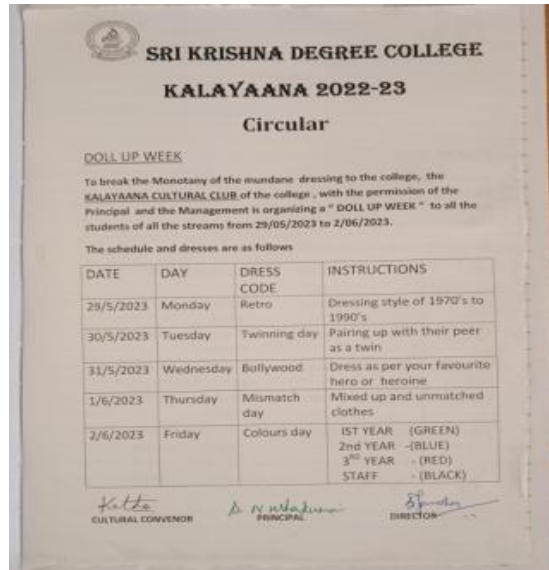 SRI KRISHNA DEGREE COLLEGE
KALAYAANA 2022-23
Circular
DOLL UP WEEK
To break the Monotany of the mundane dressing to the college, the
KALAYAANA CULTURAL CLUB of the college , with the permission of the
Principal and the Management is organizing a " DOLL UP WEEK " to all the
students of all the streams from 29/05/2023 to 2/06/2023.
The schedule and dresses are as follows
DATE DAY DRESS CODE INSTRUCTIONS
29/5/2023 Monday Retro Dressing style of 1970's to
1990's
30/5/2023 Tuesday Twinning day Pairing up with their peer
as a twin
31/5/2023 Wednesday Bollywood Dress as per your favourite
hero or heroine
1/6/2023 Thursday Mismatch day Mixed up and unmatched
clothes
2/6/2023 Friday Colours day IST YEAR (GREEN)
2nd YEAR -(BLUE)
3RD YEAR - (RED)
STAFF - (BLACK)
CULTURAL CONVENOR PRINCIPAL DIRECTOR